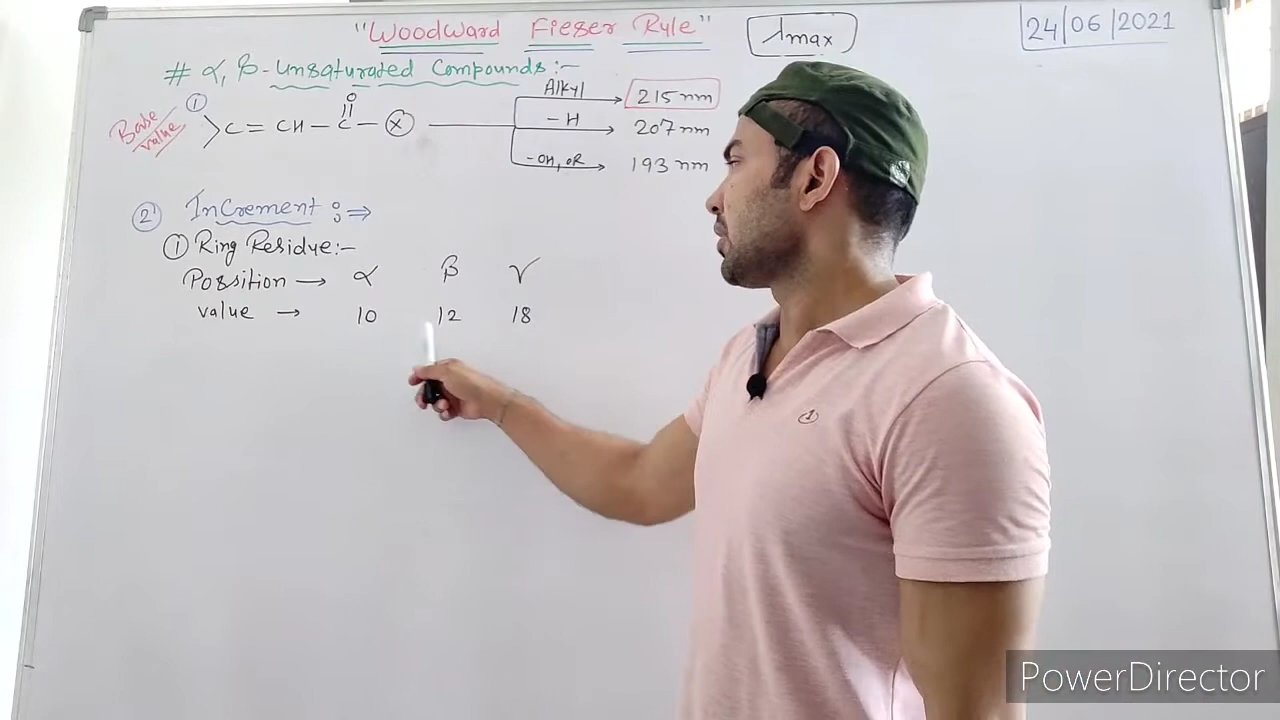 "Woodward Fieser Rule" λmax 24/06/2021
# α, β-Unsaturated Compounds:-
Base value ① >C=CH-C-Ⓧ
O
Alkyl 215 nm
-H 207 nm
-OH, OR 193 nm
② Increment :⇒
① Ring Residue:-
Possition → α β γ
value → 10 12 18
PowerDirector